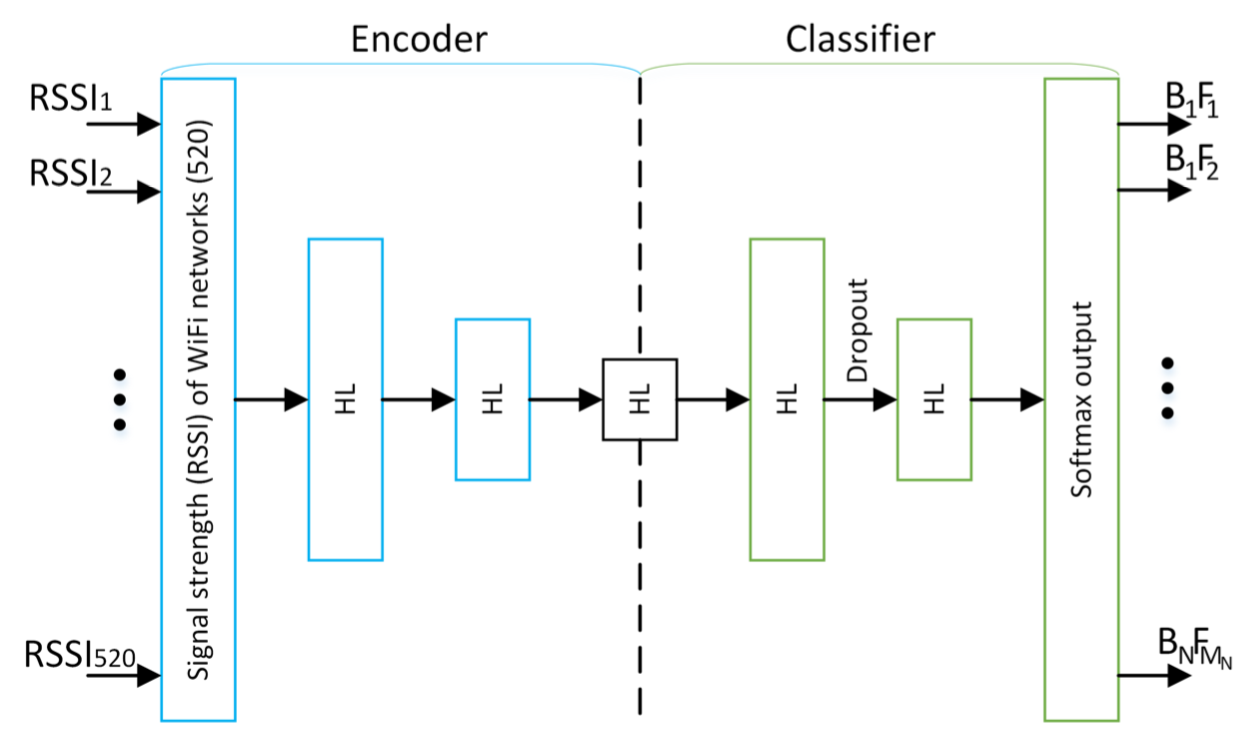 Encoder
Classifier
RSSI1
RSSI2
RSSI520
Signal strength (RSSI) of WiFi networks (520)
HL
HL
HL
HL
Dropout
HL
Softmax output
B1F1
B1F2
BNFMN